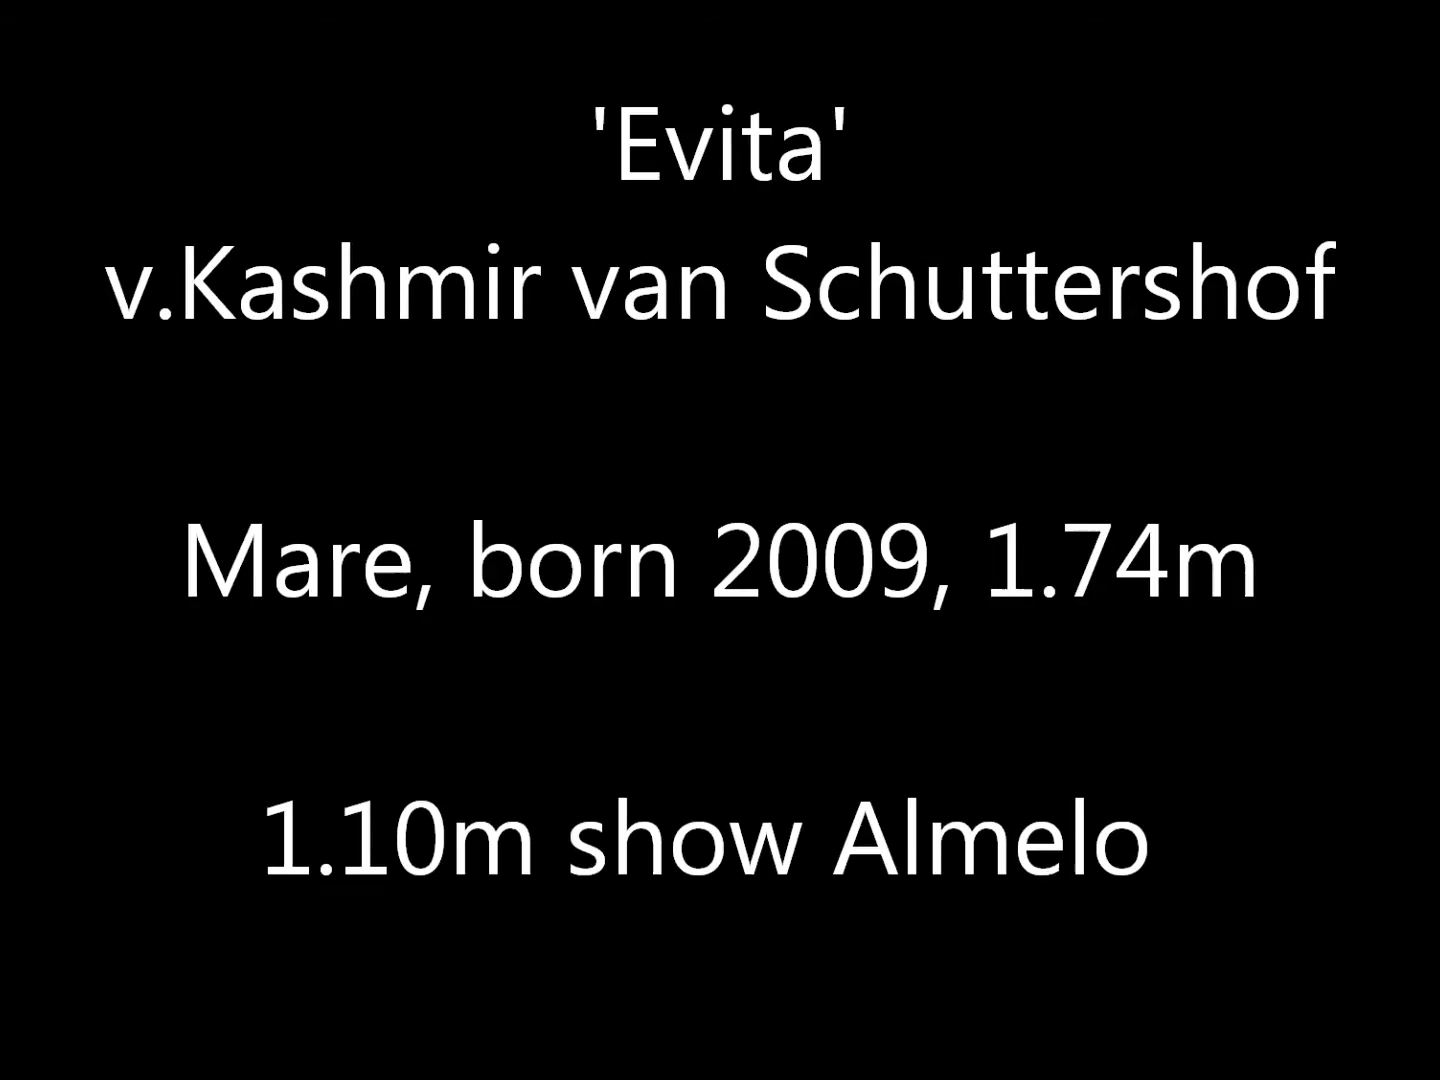 'Evita'
v.Kashmir van Schuttershof
Mare, born 2009, 1.74m
1.10m show Almelo